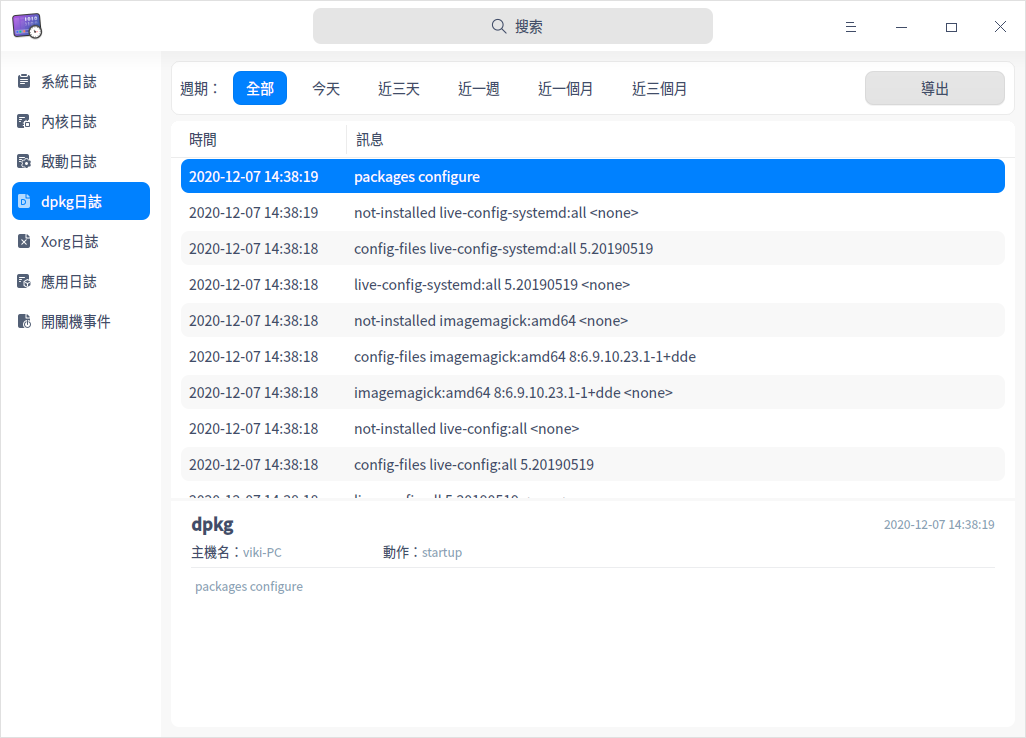 搜索
系統日誌
內核日誌
啟動日誌
dpkg日誌
Xorg日誌
應用日誌
開關機事件
週期： 全部 今天 近三天 近一週 近一個月 近三個月 導出
時間 訊息
2020-12-07 14:38:19 packages configure
2020-12-07 14:38:19 not-installed live-config-systemd:all <none>
2020-12-07 14:38:18 config-files live-config-systemd:all 5.20190519
2020-12-07 14:38:18 live-config-systemd:all 5.20190519 <none>
2020-12-07 14:38:18 not-installed imagemagick:amd64 <none>
2020-12-07 14:38:18 config-files imagemagick:amd64 8:6.9.10.23.1-1+dde
2020-12-07 14:38:18 imagemagick:amd64 8:6.9.10.23.1-1+dde <none>
2020-12-07 14:38:18 not-installed live-config:all <none>
2020-12-07 14:38:18 config-files live-config:all 5.20190519
dpkg 2020-12-07 14:38:19
主機名：viki-PC 動作：startup
packages configure